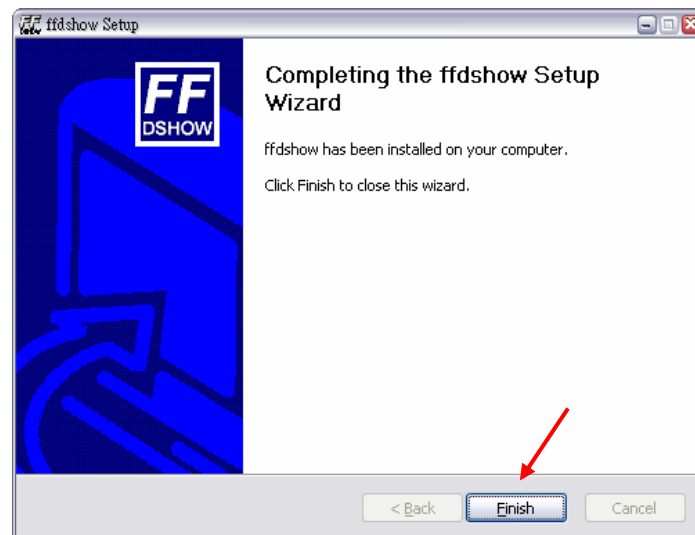 ffdshow Setup
FF
DSHOW
Completing the ffdshow Setup
Wizard
ffdshow has been installed on your computer.
Click Finish to close this wizard.
< Back
Finish
Cancel